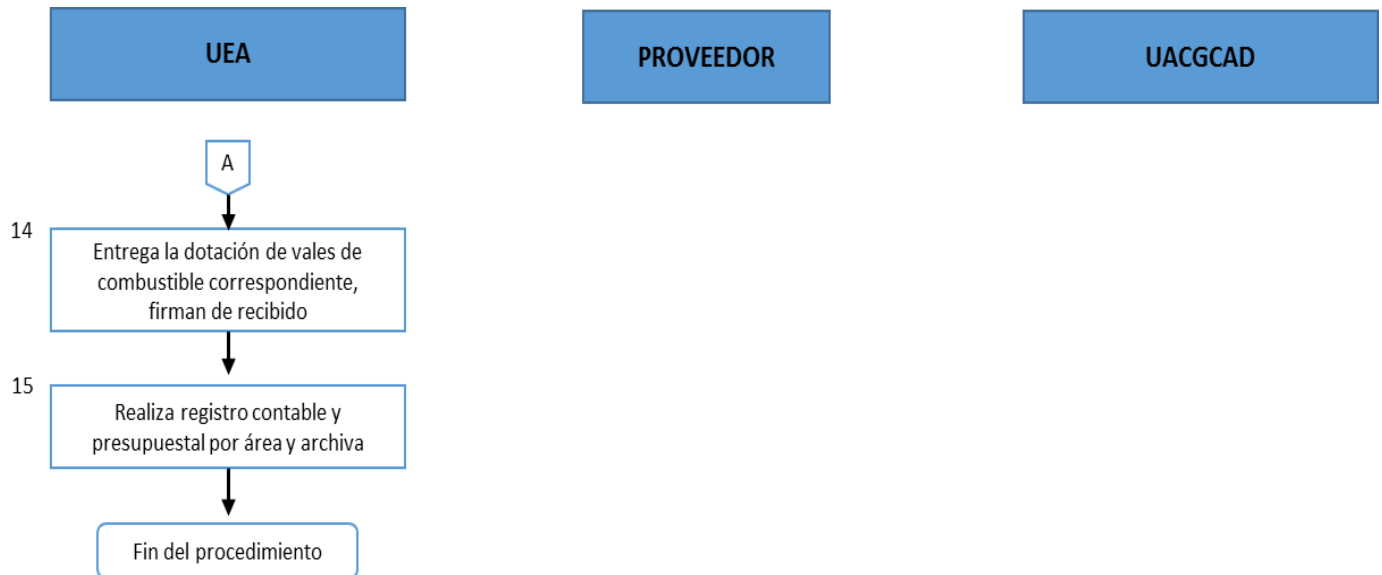 UEA
PROVEEDOR
UACGCAD
A
14
Entrega la dotación de vales de
combustible correspondiente,
firman de recibido
15
Realiza registro contable y
presupuestal por área y archiva
Fin del procedimiento